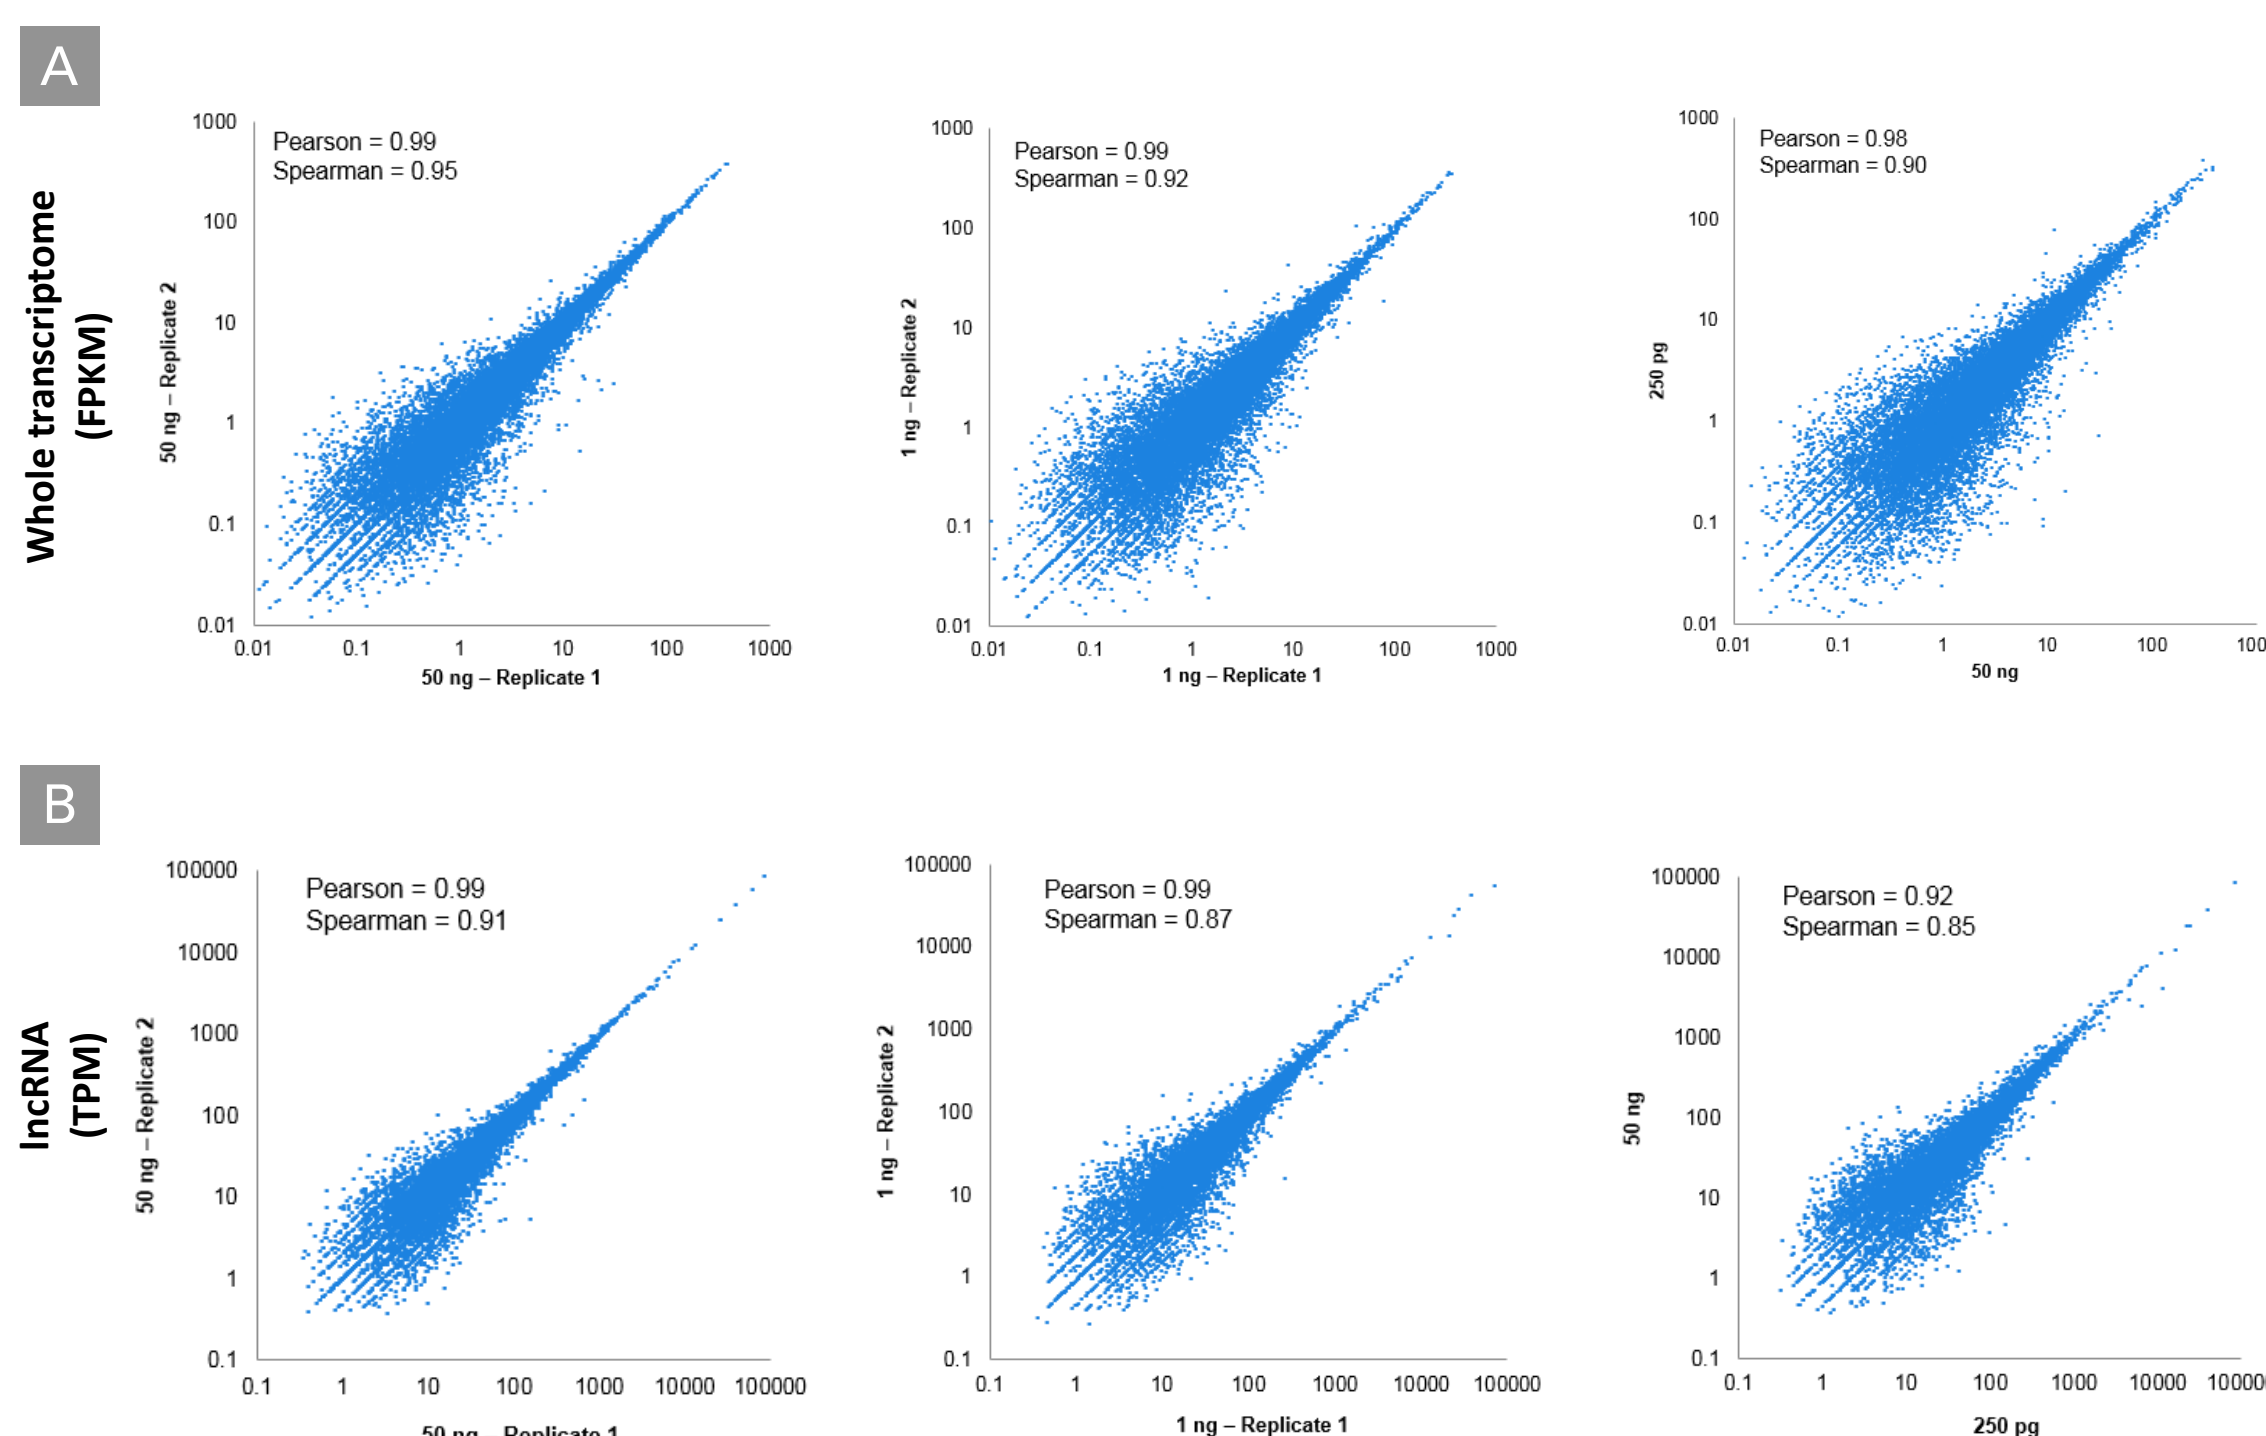 A
Whole transcriptome
(FPKM)
Pearson = 0.99
Spearman = 0.95
1000
100
10
1
0.1
0.01
50 ng – Replicate 2
0.01 0.1 1 10 100 1000
50 ng – Replicate 1
Pearson = 0.99
Spearman = 0.92
1000
100
10
1
0.1
0.01
1 ng – Replicate 2
0.01 0.1 1 10 100 1000
1 ng – Replicate 1
Pearson = 0.98
Spearman = 0.90
1000
100
10
1
0.1
0.01
250 pg
0.01 0.1 1 10 100 100
50 ng
B
lncRNA
(TPM)
Pearson = 0.99
Spearman = 0.91
100000
10000
1000
100
10
1
0.1
50 ng – Replicate 2
0.1 1 10 100 1000 10000 100000
50 ng – Replicate 1
Pearson = 0.99
Spearman = 0.87
100000
10000
1000
100
10
1
0.1
1 ng – Replicate 2
0.1 1 10 100 1000 10000 100000
1 ng – Replicate 1
Pearson = 0.92
Spearman = 0.85
100000
10000
1000
100
10
1
0.1
50 ng
0.1 1 10 100 1000 10000 10000
250 pg